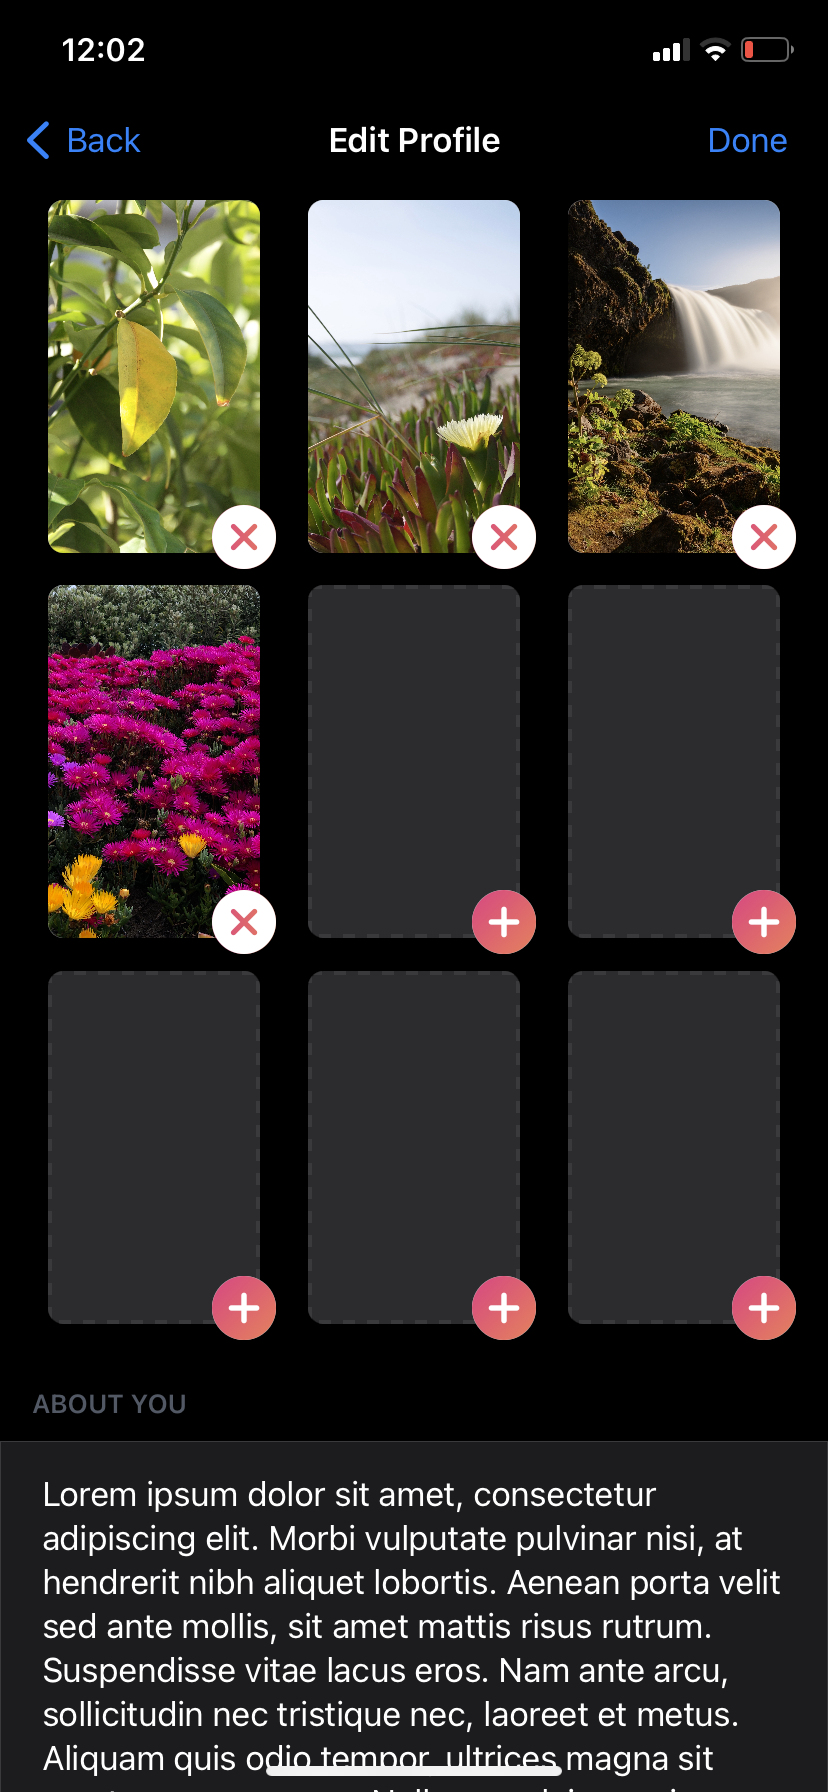 12:02
Back
Edit Profile
Done
ABOUT YOU
Lorem ipsum dolor sit amet, consectetur
adipiscing elit. Morbi vulputate pulvinar nisi, at
hendrerit nibh aliquet lobortis. Aenean porta velit
sed ante mollis, sit amet mattis risus rutrum.
Suspendisse vitae lacus eros. Nam ante arcu,
sollicitudin nec tristique nec, laoreet et metus.
Aliquam quis odio tempor, ultrices magna sit